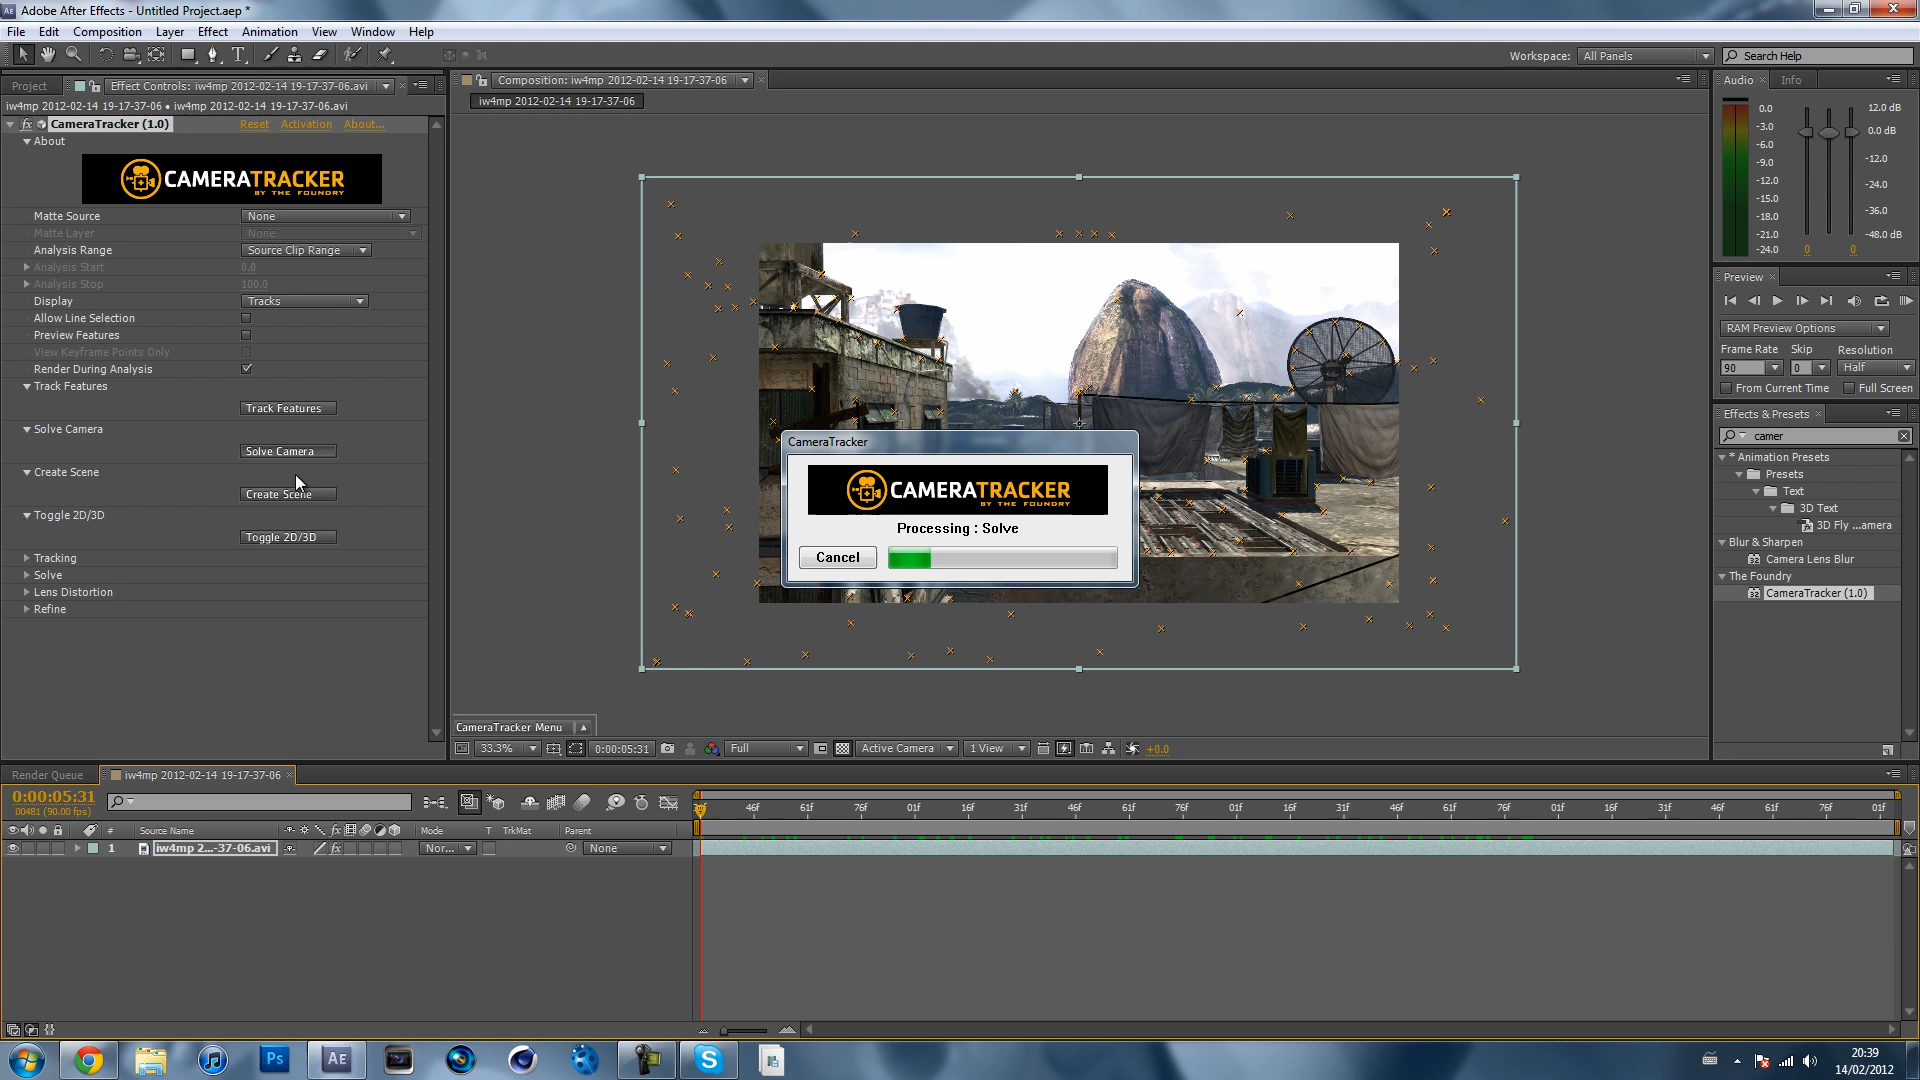 Adobe After Effects - Untitled Project.aep *
File Edit Composition Layer Effect Animation View Window Help
Workspace: All Panels Search Help
Project Effect Controls: iw4mp 2012-02-14 19-17-37-06.avi
iw4mp 2012-02-14 19-17-37-06 • iw4mp 2012-02-14 19-17-37-06.avi
fx CameraTracker (1.0) Reset Activation About...
About
CAMERATRACKER
BY THE FOUNDRY
Matte Source None
Matte Layer None
Analysis Range Source Clip Range
Analysis Start 0.0
Analysis Stop 100.0
Display Tracks
Allow Line Selection
Preview Features
View Keyframe Points Only
Render During Analysis
Track Features
Track Features
Solve Camera
Solve Camera
Create Scene
Create Scene
Toggle 2D/3D
Toggle 2D/3D
Tracking
Solve
Lens Distortion
Refine
Composition: iw4mp 2012-02-14 19-17-37-06
iw4mp 2012-02-14 19-17-37-06
CameraTracker
CAMERATRACKER
BY THE FOUNDRY
Processing : Solve
Cancel
CameraTracker Menu
33.3% 0:00:05:31 Full Active Camera 1 View +0.0
Audio Info
0.0 12.0 dB
-3.0 0.0 dB
-6.0
-9.0 -12.0
-12.0
-15.0 -24.0
-18.0 -36.0
-21.0 -48.0 dB
-24.0 0 0
Preview
RAM Preview Options
Frame Rate Skip Resolution
90 0 Half
From Current Time Full Screen
Effects & Presets
camer
* Animation Presets
Presets
Text
3D Text
3D Fly ...amera
Blur & Sharpen
32 Camera Lens Blur
The Foundry
32 CameraTracker (1.0)
Render Queue iw4mp 2012-02-14 19-17-37-06
0:00:05:31
00481 (90.00 fps)
46f 61f 76f 01f 16f 31f 46f 61f 76f 01f 16f 31f 46f 61f 76f 01f 16f 31f 46f 61f 76f 01f
# Source Name fx Mode T TrkMat Parent
1 iw4mp 2...-37-06.avi fx Nor... None
Ps AE S
20:39
14/02/2012